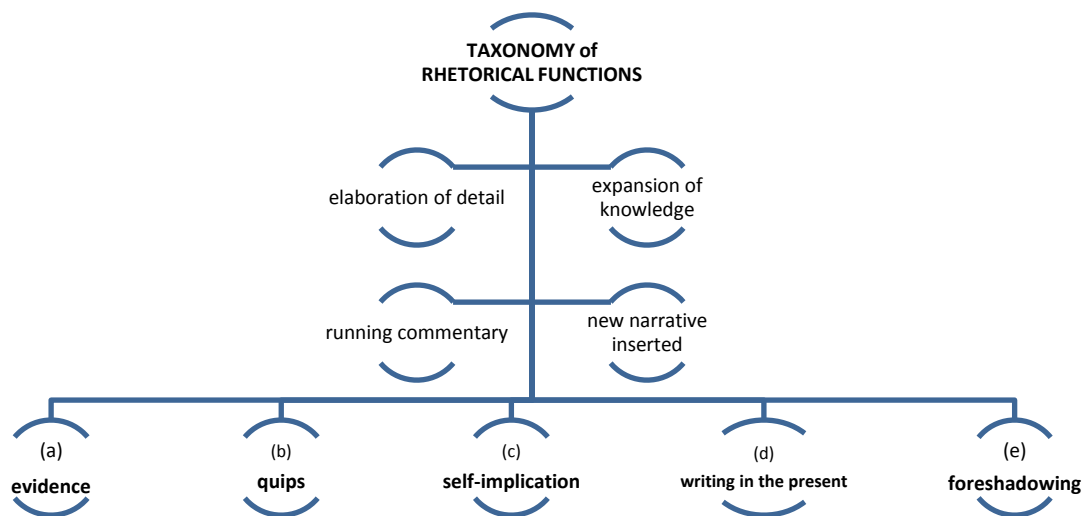 TAXONOMY of
RHETORICAL FUNCTIONS
elaboration of detail
expansion of
knowledge
running commentary
new narrative
inserted
(a)
evidence
(b)
quips
(c)
self-implication
(d)
writing in the present
(e)
foreshadowing